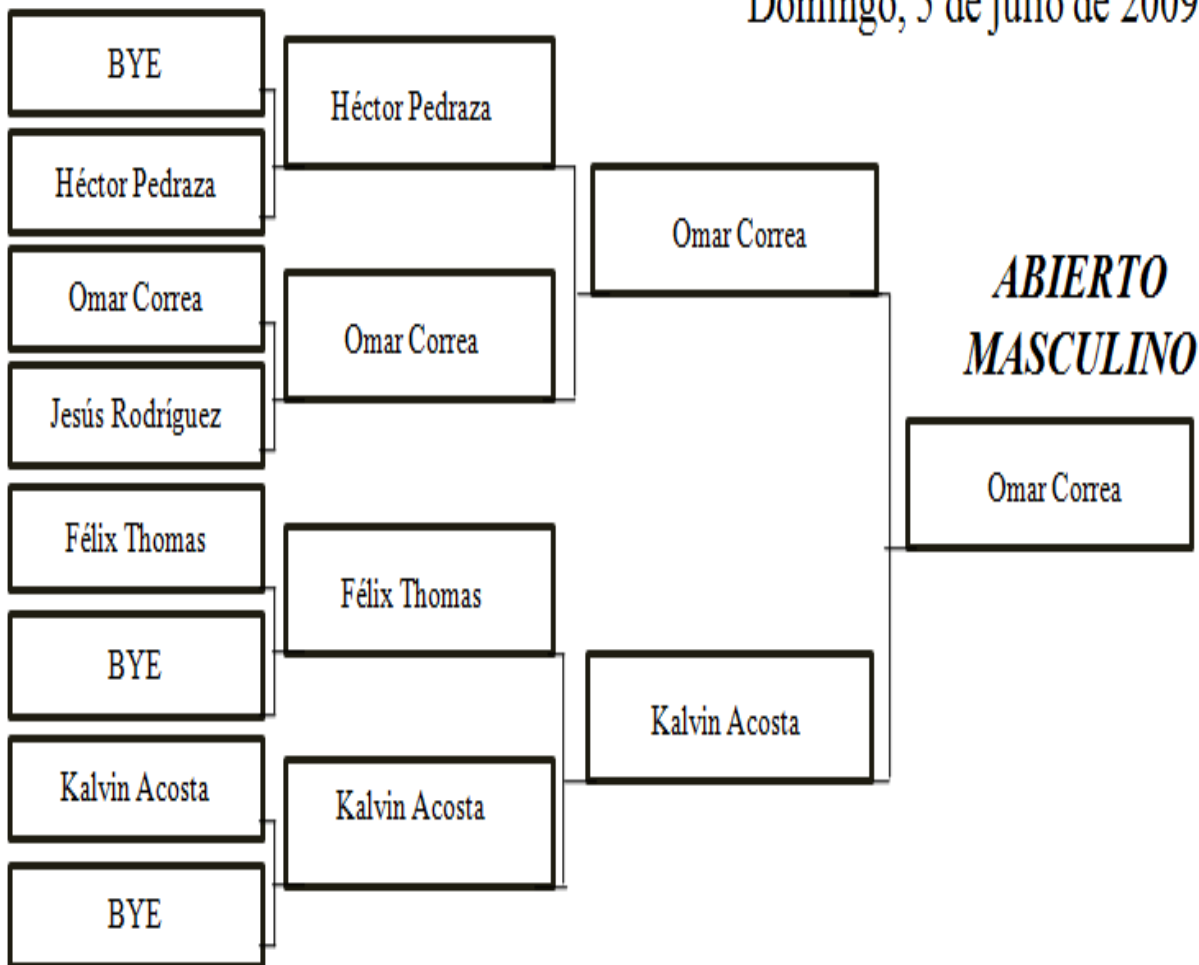 Domingo, 5 de julio de 2009
BYE
Héctor Pedraza
Omar Correa
Jesús Rodríguez
Félix Thomas
BYE
Kalvin Acosta
BYE
Héctor Pedraza
Omar Correa
Félix Thomas
Kalvin Acosta
Omar Correa
Kalvin Acosta
ABIERTO
MASCULINO
Omar Correa